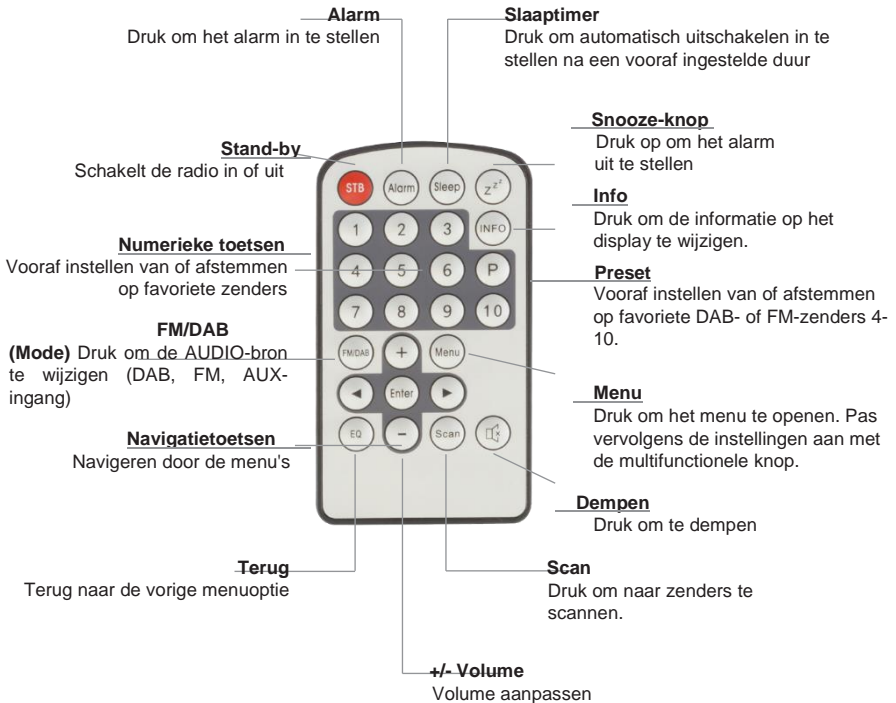 Alarm
Druk om het alarm in te stellen
Slaaptimer
Druk om automatisch uitschakelen in te
stellen na een vooraf ingestelde duur
Snooze-knop
Druk op om het alarm
uit te stellen
Stand-by
Schakelt de radio in of uit
Info
Druk om de informatie op het
display te wijzigen.
Numerieke toetsen
Vooraf instellen van of afstemmen
op favoriete zenders
Preset
Vooraf instellen van of afstemmen
op favoriete DAB- of FM-zenders 4-
10.
FM/DAB
(Mode) Druk om de AUDIO-bron
te wijzigen (DAB, FM, AUX-
ingang)
Menu
Druk om het menu te openen. Pas
vervolgens de instellingen aan met
de multifunctionele knop.
Navigatietoetsen
Navigeren door de menu's
Dempen
Druk om te dempen
Terug
Terug naar de vorige menuoptie
Scan
Druk om naar zenders te
scannen.
+/- Volume
Volume aanpassen
STB Alarm Sleep zzz
1 2 3 INFO
4 5 6 P
7 8 9 10
FM/DAB + Menu
◄ Enter ►
EQ - Scan